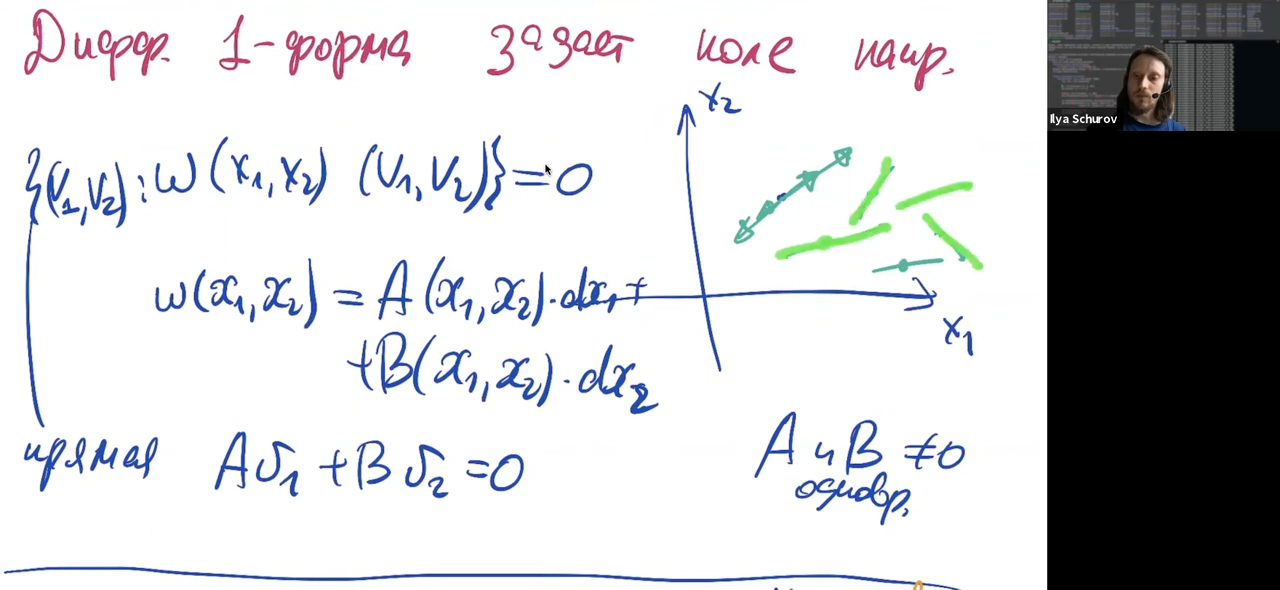 Дифф. 1-форма задает поле напр.
x₂
Ilya Schurov
{(v₁,v₂): ω(x₁,x₂) (v₁,v₂)}=0
ω(x₁,x₂) = A(x₁,x₂)·dx₁+
+B(x₁,x₂)·dx₂
x₁
прямая Av₁+Bv₂=0
A и B ≠0
одновр.